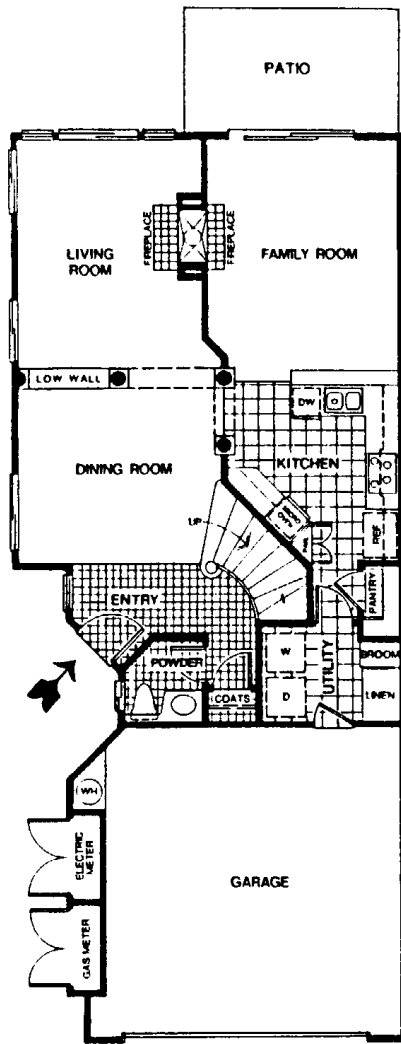 PATIO
LIVING
ROOM
FIREPLACE
FIREPLACE
FAMILY ROOM
LOW WALL
DW
DINING ROOM
KITCHEN
UP
REF
ENTRY
PANTRY
POWDER
W
UTILITY
BROOM
COATS
D
LINEN
WH
ELECTRIC
METER
GARAGE
GAS METER